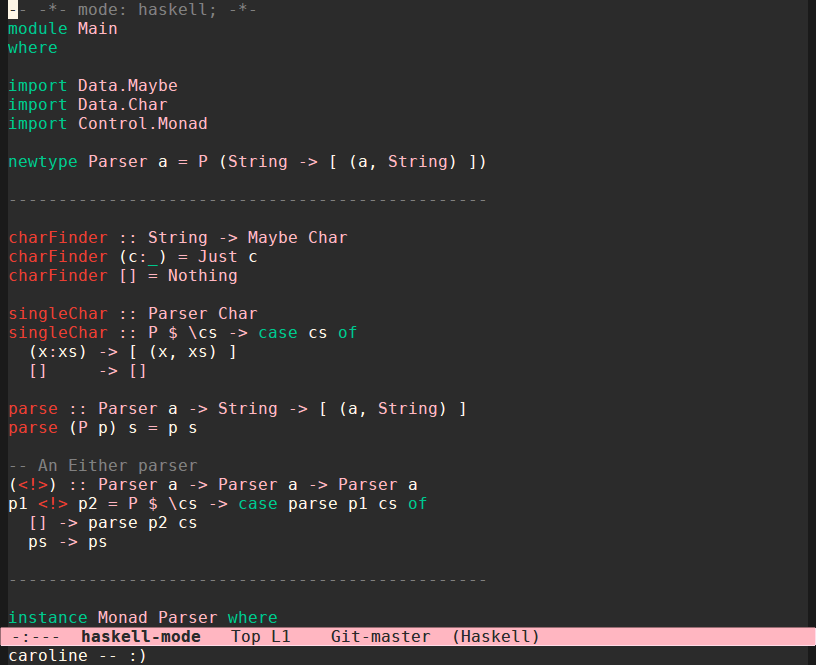 -- -*- mode: haskell; -*-
module Main
where
import Data.Maybe
import Data.Char
import Control.Monad
newtype Parser a = P (String -> [ (a, String) ])
------------------------------------------------
charFinder :: String -> Maybe Char
charFinder (c:_) = Just c
charFinder [] = Nothing
singleChar :: Parser Char
singleChar :: P $ \cs -> case cs of
  (x:xs) -> [ (x, xs) ]
  []     -> []
parse :: Parser a -> String -> [ (a, String) ]
parse (P p) s = p s
-- An Either parser
(<!>) :: Parser a -> Parser a -> Parser a
p1 <!> p2 = P $ \cs -> case parse p1 cs of
  [] -> parse p2 cs
  ps -> ps
------------------------------------------------
instance Monad Parser where
-:---  haskell-mode   Top L1    Git-master  (Haskell)
caroline -- :)